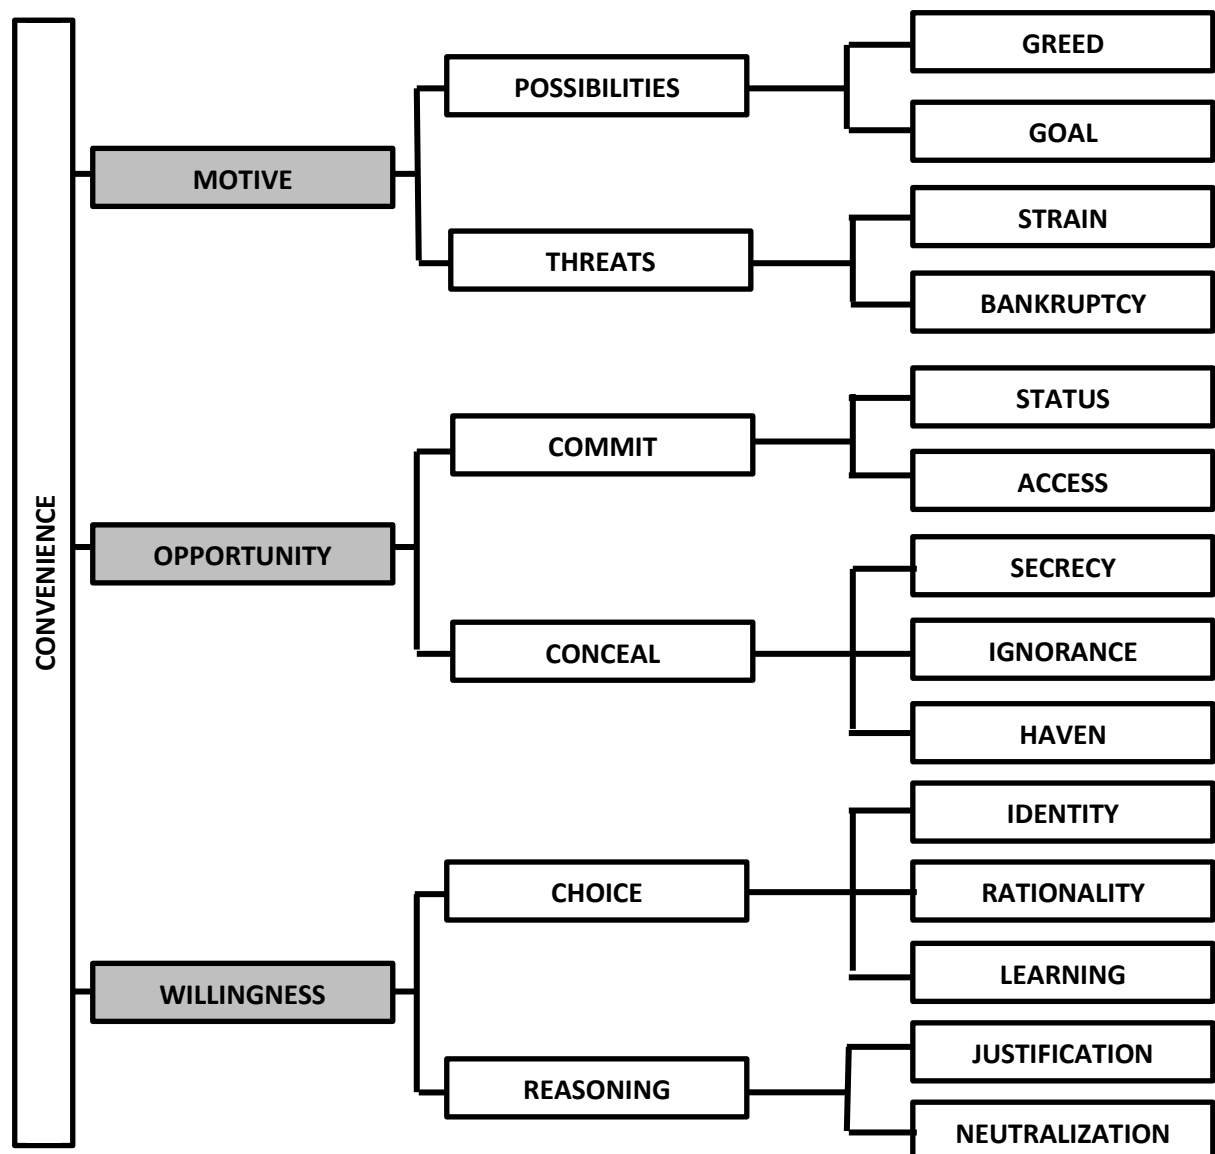 CONVENIENCE
MOTIVE
POSSIBILITIES
GREED
GOAL
THREATS
STRAIN
BANKRUPTCY
OPPORTUNITY
COMMIT
STATUS
ACCESS
CONCEAL
SECRECY
IGNORANCE
HAVEN
WILLINGNESS
CHOICE
IDENTITY
RATIONALITY
LEARNING
REASONING
JUSTIFICATION
NEUTRALIZATION